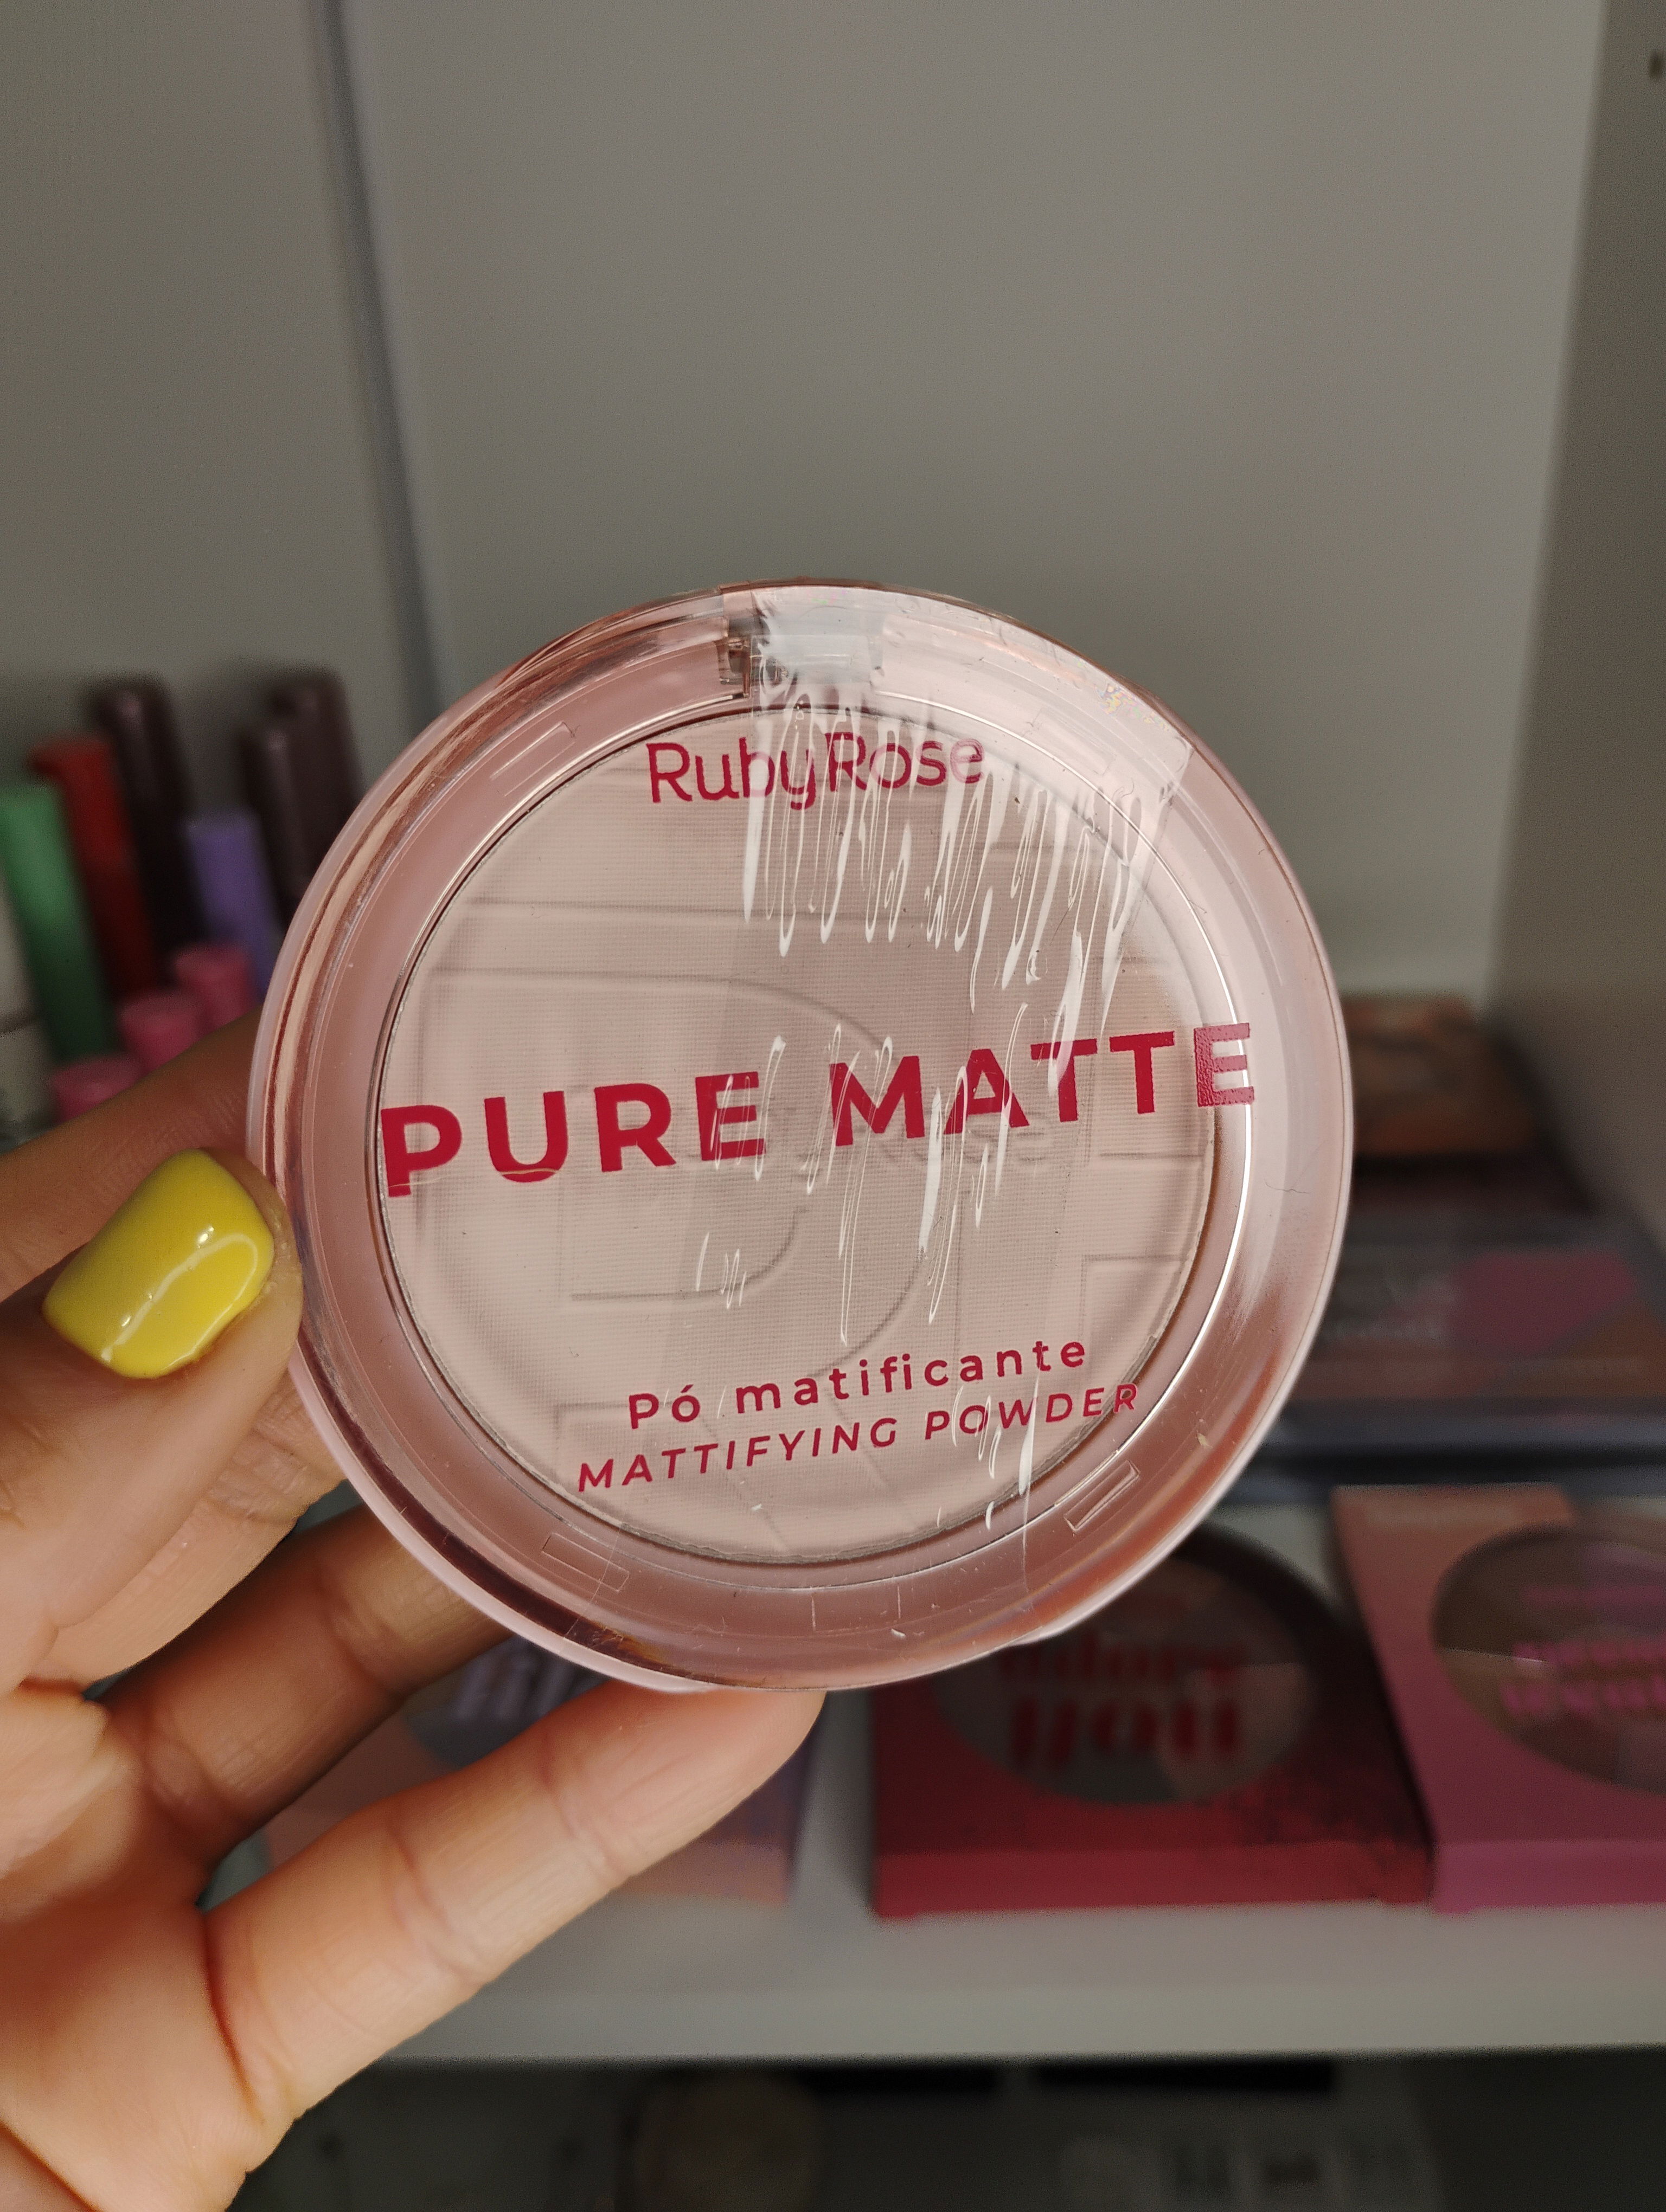 RubyRose
PURE MATTE
Pó matificante
MATTIFYING POWDER